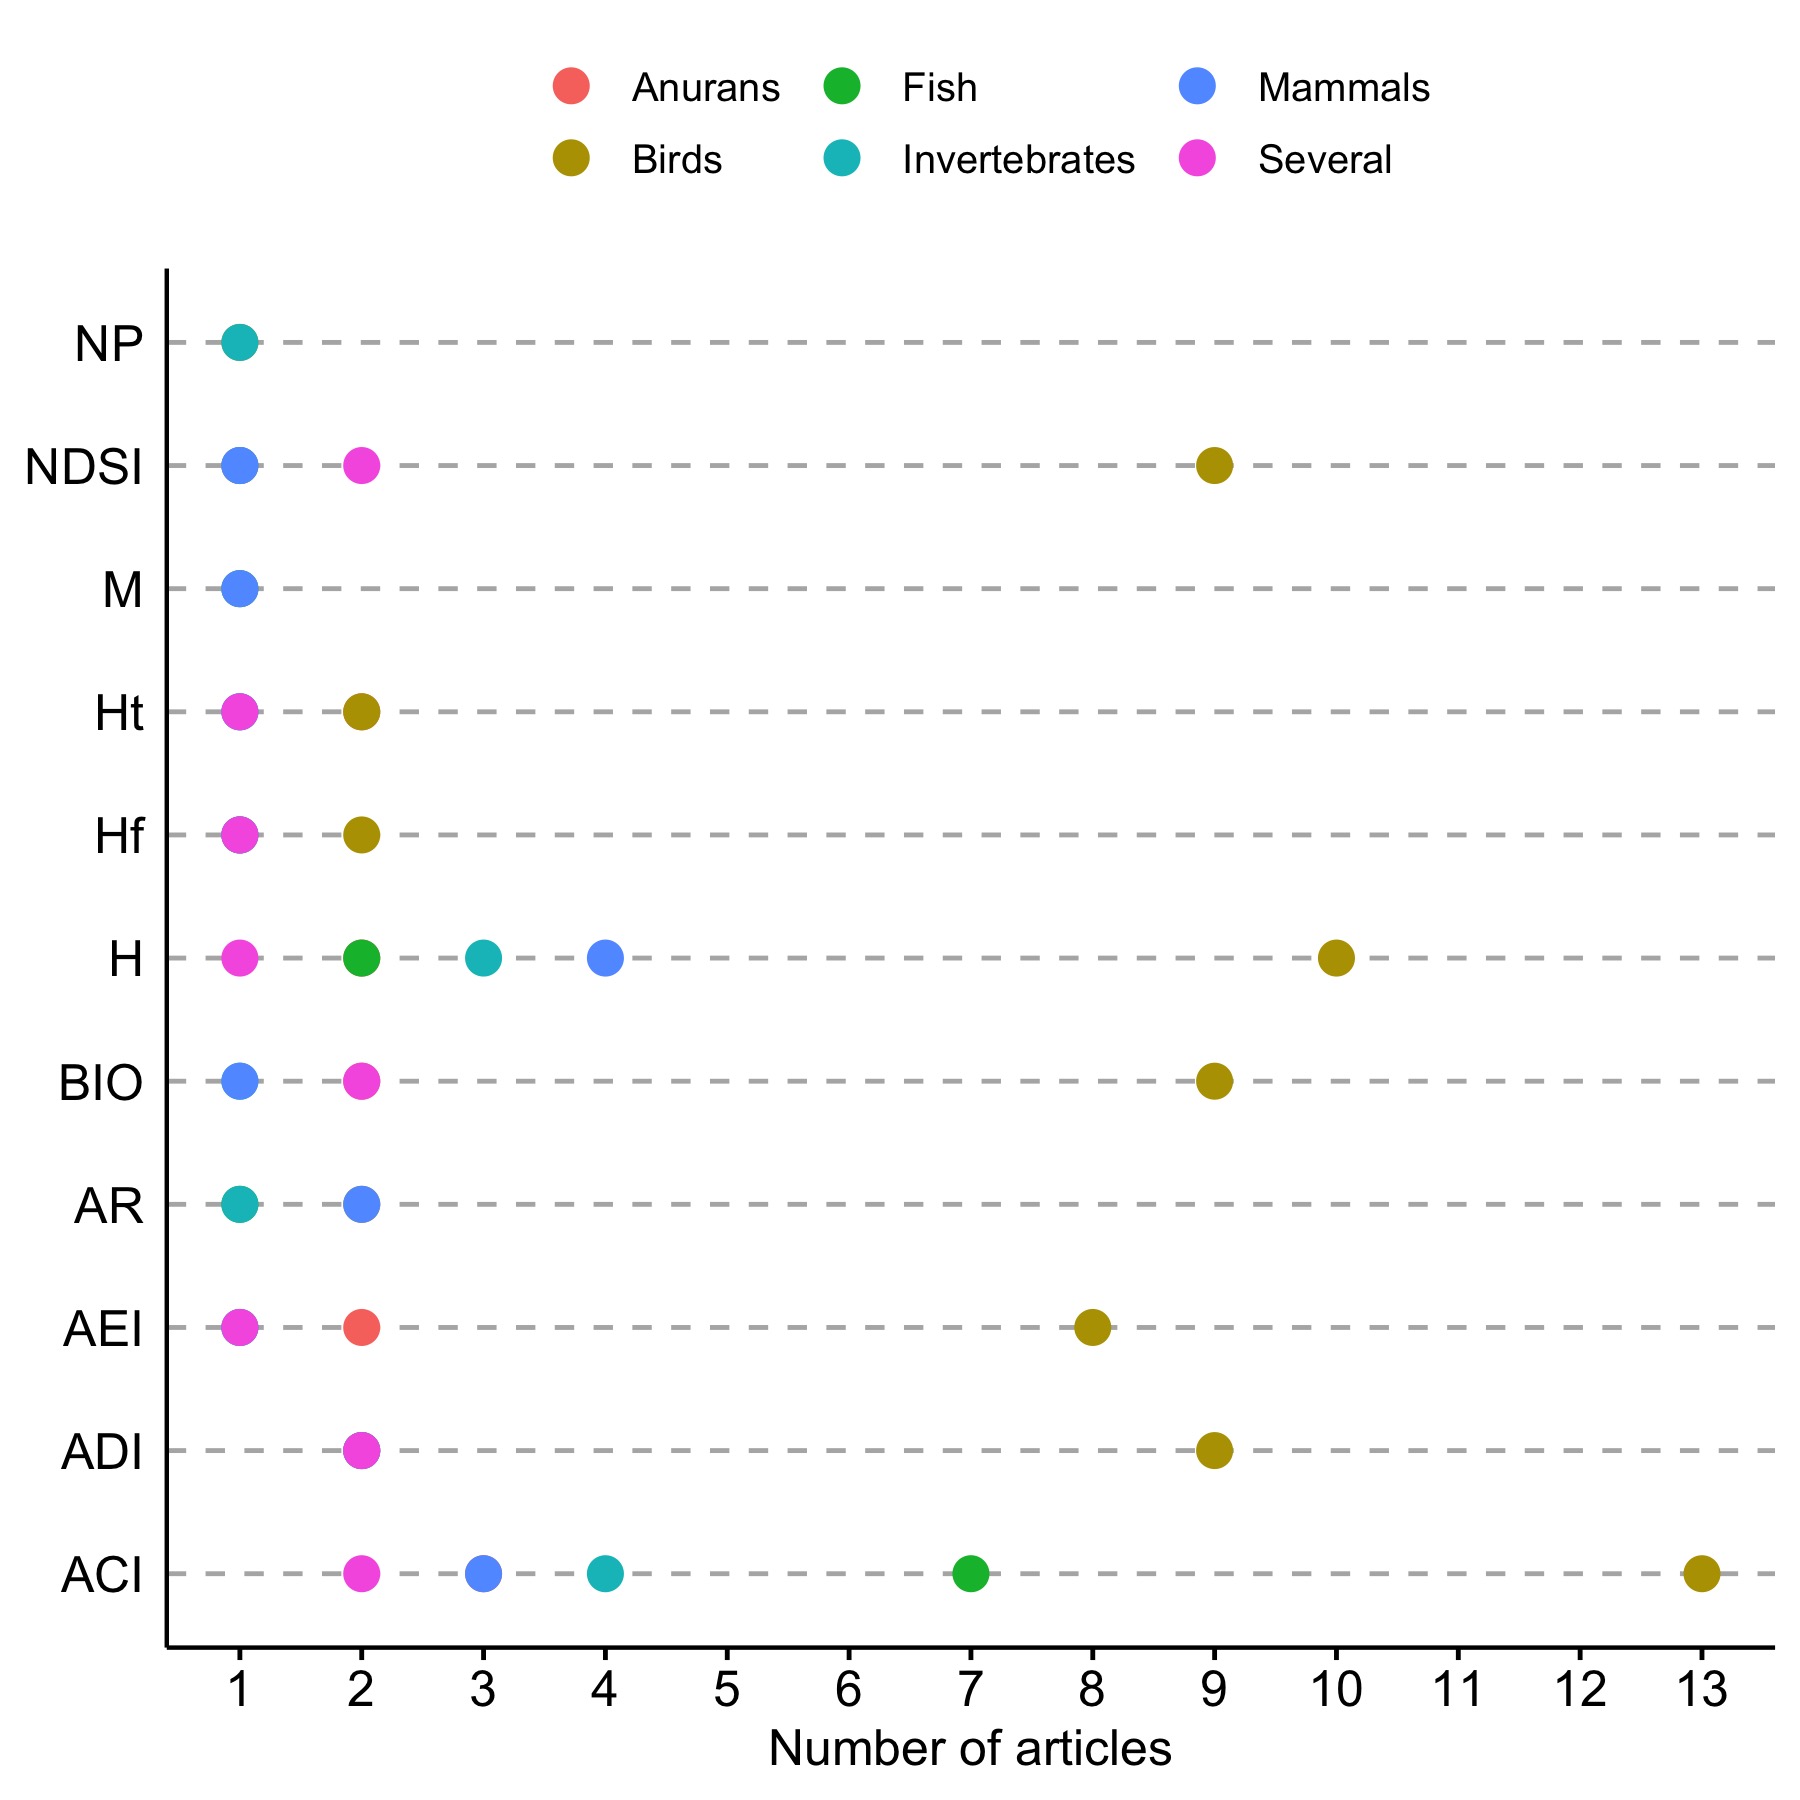 Anurans Fish Mammals
Birds Invertebrates Several
NP
NDSI
M
Ht
Hf
H
BIO
AR
AEI
ADI
ACI
1 2 3 4 5 6 7 8 9 10 11 12 13
Number of articles